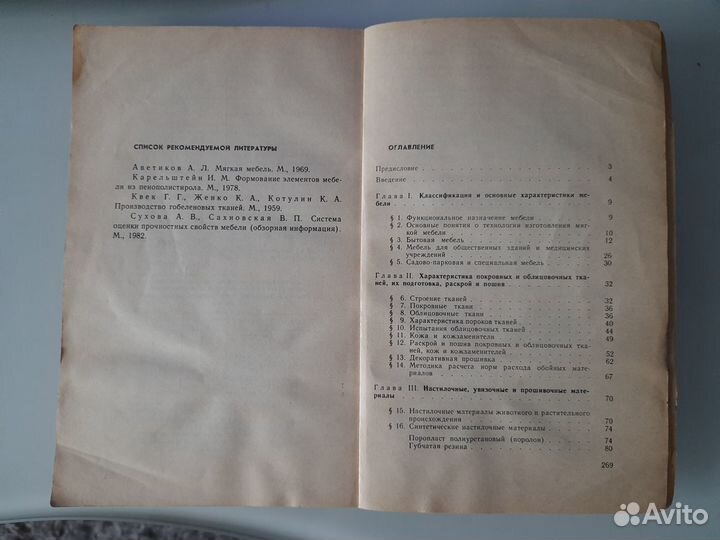 СПИСОК РЕКОМЕНДУЕМОЙ ЛИТЕРАТУРЫ
Аветиков А. Л. Мягкая мебель. М., 1969.
Карельштейн И. М. Формование элементов мебе-
ли из пенополистирола. М., 1978.
Квек Г. Г., Женко К. А., Котулин К. А.
Производство гобеленовых тканей. М., 1959.
Сухова А. В., Сахновская В. П. Система
оценки прочностных свойств мебели (обзорная информация).
М., 1982.
ОГЛАВЛЕНИЕ
Предисловие 3
Введение 4
Глава I. Классификация и основные характеристики ме-
бели 9
§ 1. Функциональное назначение мебели 9
§ 2. Основные понятия о технологии изготовления мяг-
кой мебели 10
§ 3. Бытовая мебель 12
§ 4. Мебель для общественных зданий и медицинских
учреждений 26
§ 5. Садово-парковая и специальная мебель 30
Глава II. Характеристика покровных и облицовочных тка-
ней, их подготовка, раскрой и пошив 32
§ 6. Строение тканей 32
§ 7. Покровные ткани 36
§ 8. Облицовочные ткани 36
§ 9. Характеристика пороков тканей 40
§ 10. Испытания облицовочных тканей 44
§ 11. Кожа и кожзаменители 49
§ 12. Раскрой и пошив покровных и облицовочных тка-
ней, кож и кожзаменителей 52
§ 13. Декоративная прошивка 62
§ 14. Методика расчета норм расхода обойных ма-
териалов 67
Глава III. Настилочные, увязочные и прошивочные мате-
риалы 70
§ 15. Настилочные материалы животного и растительного
происхождения 70
§ 16. Синтетические настилочные материалы 74
Поропласт полиуретановый (поролон) 74
Губчатая резина 80
269
Avito